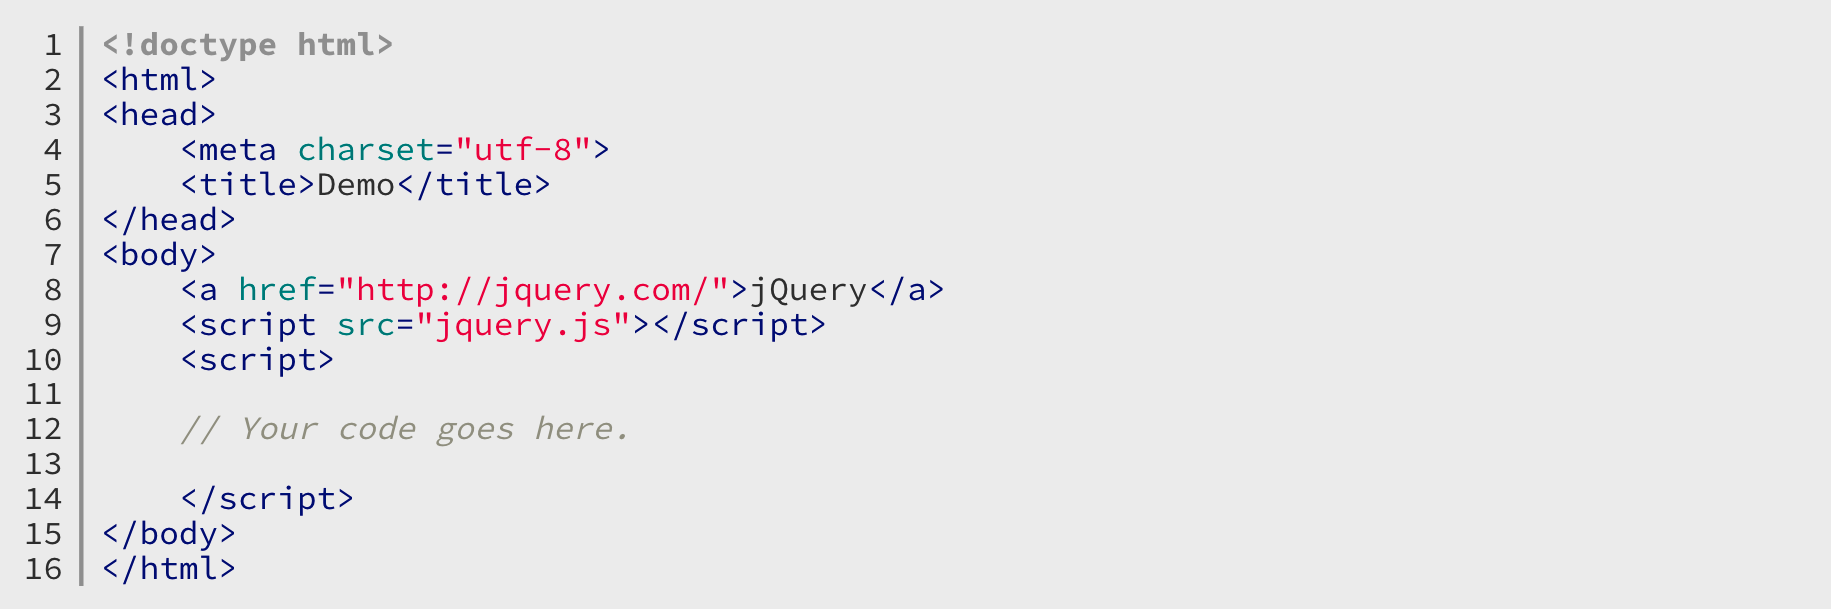 1 <!doctype html>
2 <html>
3 <head>
4     <meta charset="utf-8">
5     <title>Demo</title>
6 </head>
7 <body>
8     <a href="http://jquery.com/">jQuery</a>
9     <script src="jquery.js"></script>
10     <script>
11
12     // Your code goes here.
13
14     </script>
15 </body>
16 </html>